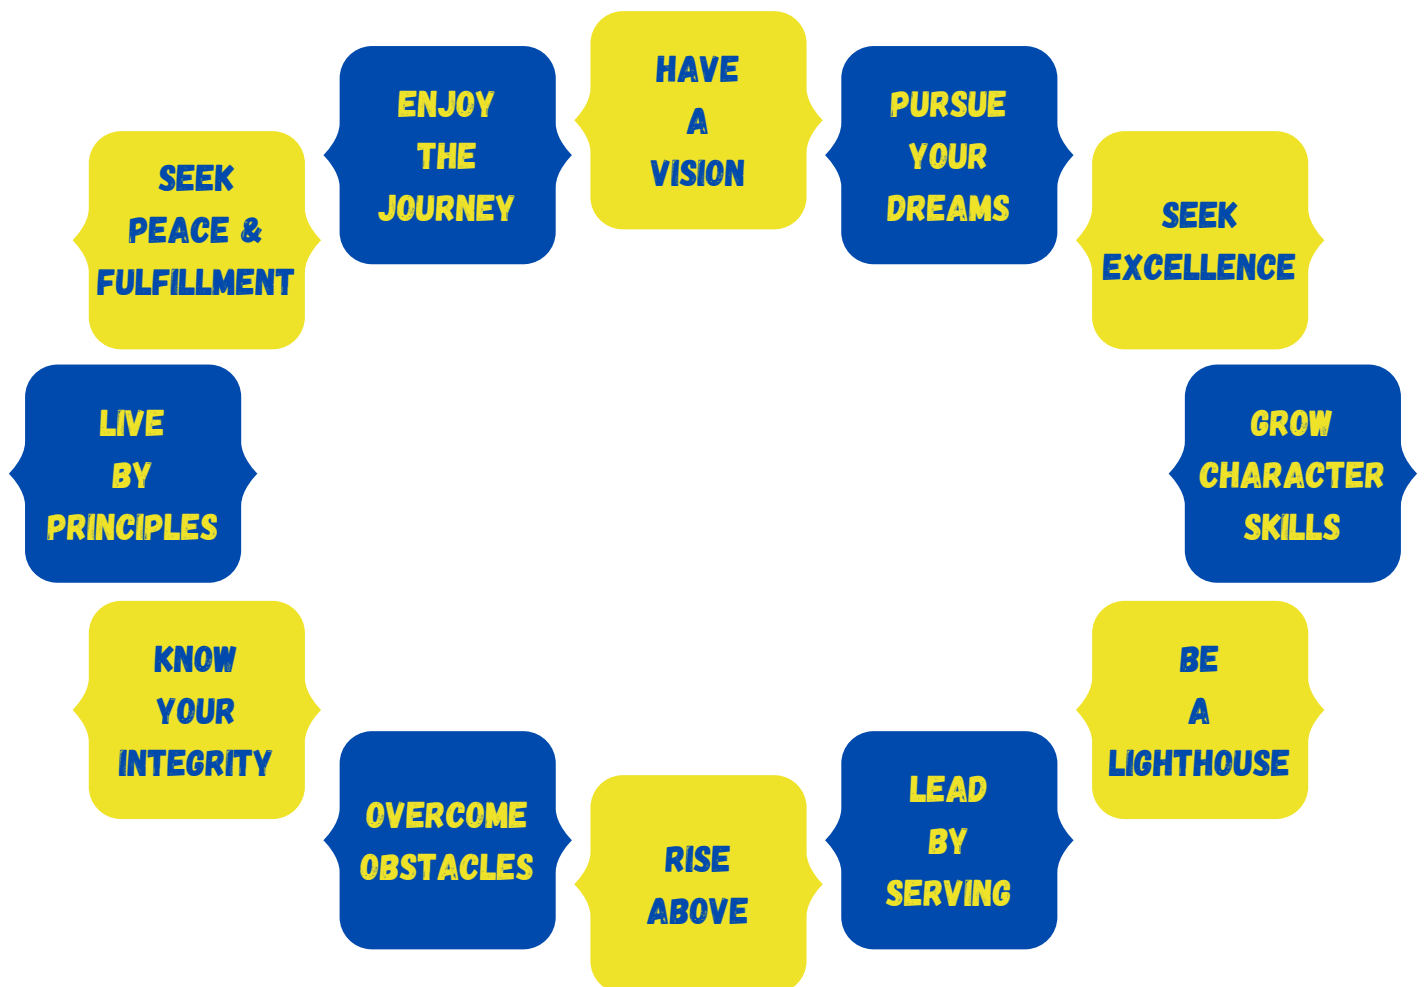 HAVE
A
VISION
PURSUE
YOUR
DREAMS
SEEK
EXCELLENCE
GROW
CHARACTER
SKILLS
BE
A
LIGHTHOUSE
LEAD
BY
SERVING
RISE
ABOVE
OVERCOME
OBSTACLES
KNOW
YOUR
INTEGRITY
LIVE
BY
PRINCIPLES
SEEK
PEACE &
FULFILLMENT
ENJOY
THE
JOURNEY